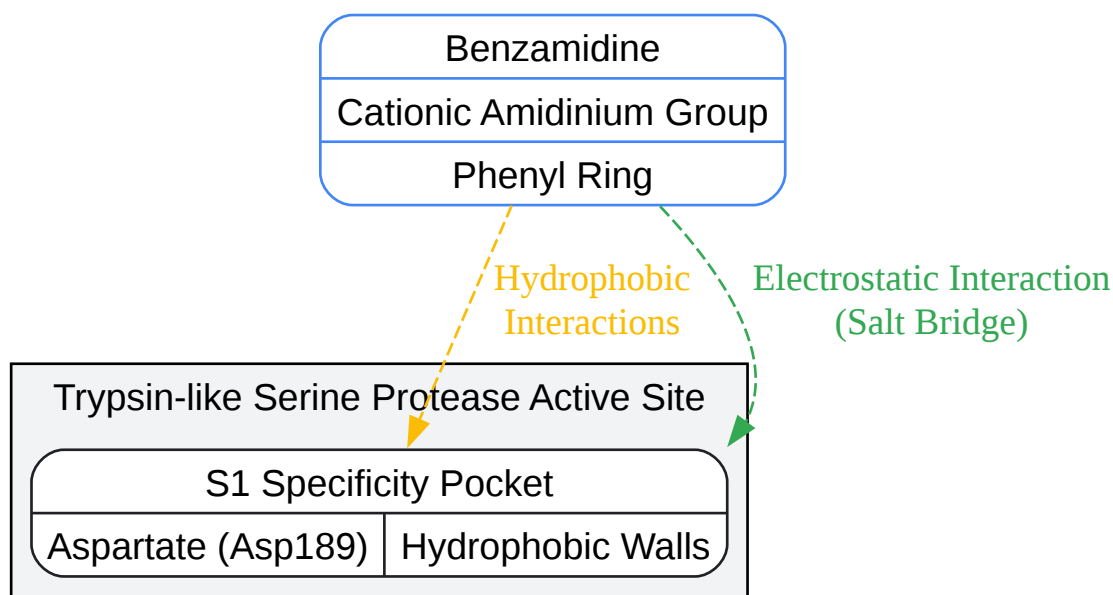 Benzamidine
Cationic Amidinium Group
Phenyl Ring
Hydrophobic
Interactions
Electrostatic Interaction
(Salt Bridge)
Trypsin-like Serine Protease Active Site
S1 Specificity Pocket
Aspartate (Asp189)
Hydrophobic Walls